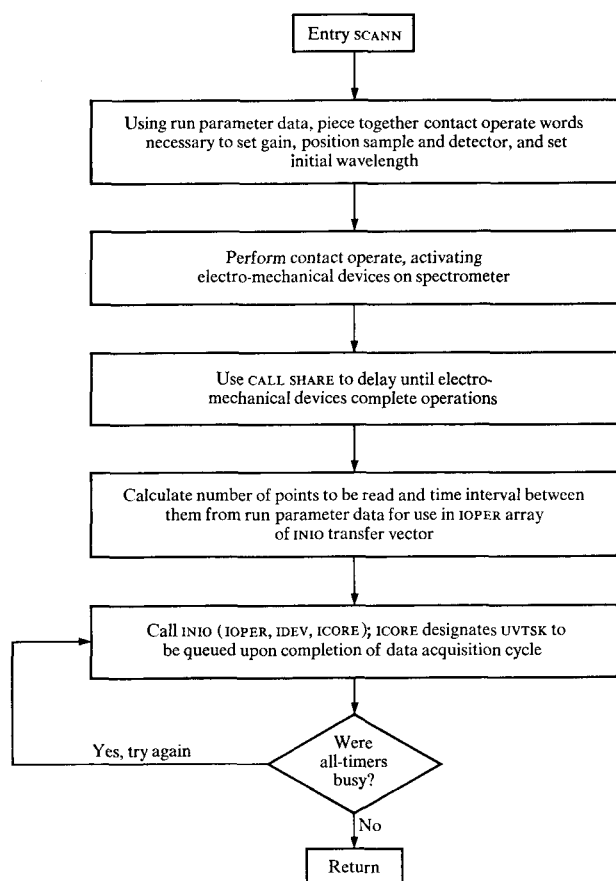 Entry SCANN
Using run parameter data, piece together contact operate words
necessary to set gain, position sample and detector, and set
initial wavelength
Perform contact operate, activating
electro-mechanical devices on spectrometer
Use CALL SHARE to delay until electro-
mechanical devices complete operations
Calculate number of points to be read and time interval between
them from run parameter data for use in IOPER array
of INIO transfer vector
Call INIO (IOPER, IDEV, ICORE); ICORE designates UVTSK to
be queued upon completion of data acquisition cycle
Were
all-timers
busy?
Yes, try again
No
Return